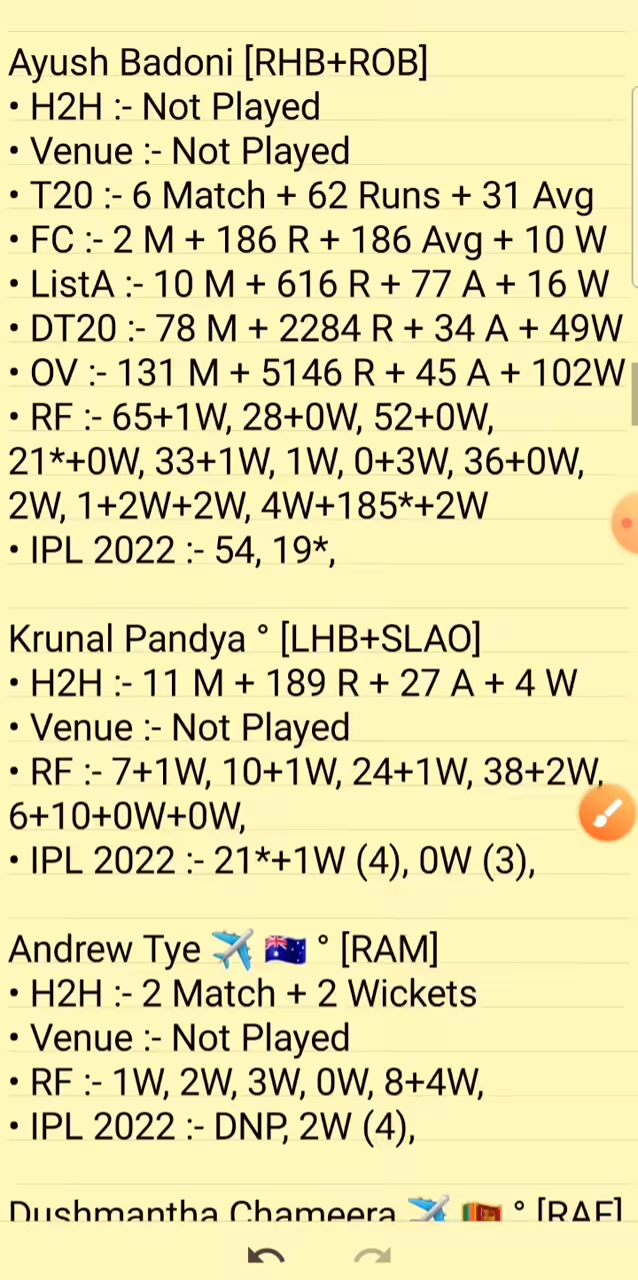 Ayush Badoni [RHB+ROB]
• H2H :- Not Played
• Venue :- Not Played
• T20 :- 6 Match + 62 Runs + 31 Avg
• FC :- 2 M + 186 R + 186 Avg + 10 W
• ListA :- 10 M + 616 R + 77 A + 16 W
• DT20 :- 78 M + 2284 R + 34 A + 49W
• OV :- 131 M + 5146 R + 45 A + 102W
• RF :- 65+1W, 28+0W, 52+0W,
21*+0W, 33+1W, 1W, 0+3W, 36+0W,
2W, 1+2W+2W, 4W+185*+2W
• IPL 2022 :- 54, 19*,
Krunal Pandya ° [LHB+SLAO]
• H2H :- 11 M + 189 R + 27 A + 4 W
• Venue :- Not Played
• RF :- 7+1W, 10+1W, 24+1W, 38+2W,
6+10+0W+0W,
• IPL 2022 :- 21*+1W (4), 0W (3),
Andrew Tye ✈️ 🇦🇺 ° [RAM]
• H2H :- 2 Match + 2 Wickets
• Venue :- Not Played
• RF :- 1W, 2W, 3W, 0W, 8+4W,
• IPL 2022 :- DNP, 2W (4),
Dushmantha Chameera ✈️ 🇱🇰 ° [RAF]